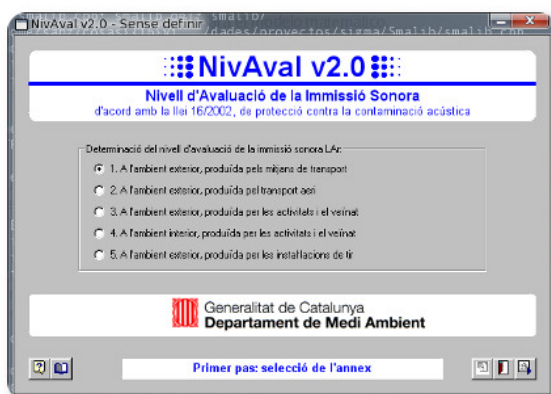 NivAval v2.0 - Sense definir
NivAval v2.0
Nivell d'Avaluació de la Immissió Sonora
d'acord amb la llei 16/2002, de protecció contra la contaminació acústica
Determinació del nivell d'avaluació de la immissió sonora LAr:
1. A l'ambient exterior, produïda pels mitjans de transport
2. A l'ambient exterior, produïda pel transport aeri
3. A l'ambient exterior, produïda per les activitats i el veïnat
4. A l'ambient interior, produïda per les activitats i el veïnat
5. A l'ambient exterior, produïda per les instal·lacions de tir
Generalitat de Catalunya
Departament de Medi Ambient
Primer pas: selecció de l'annex